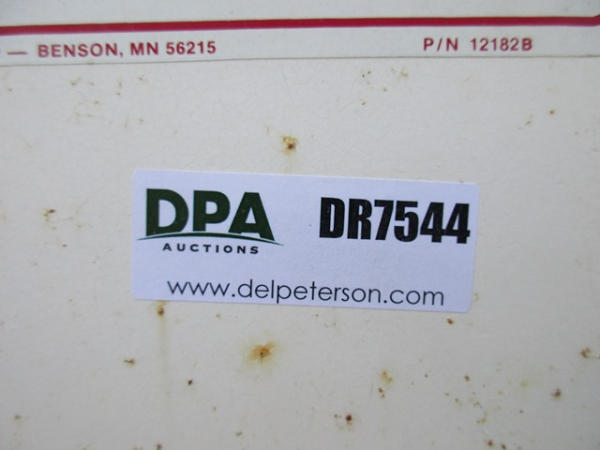 — BENSON, MN 56215 P/N 12182B
DPA DR7544
AUCTIONS
www.delpeterson.com